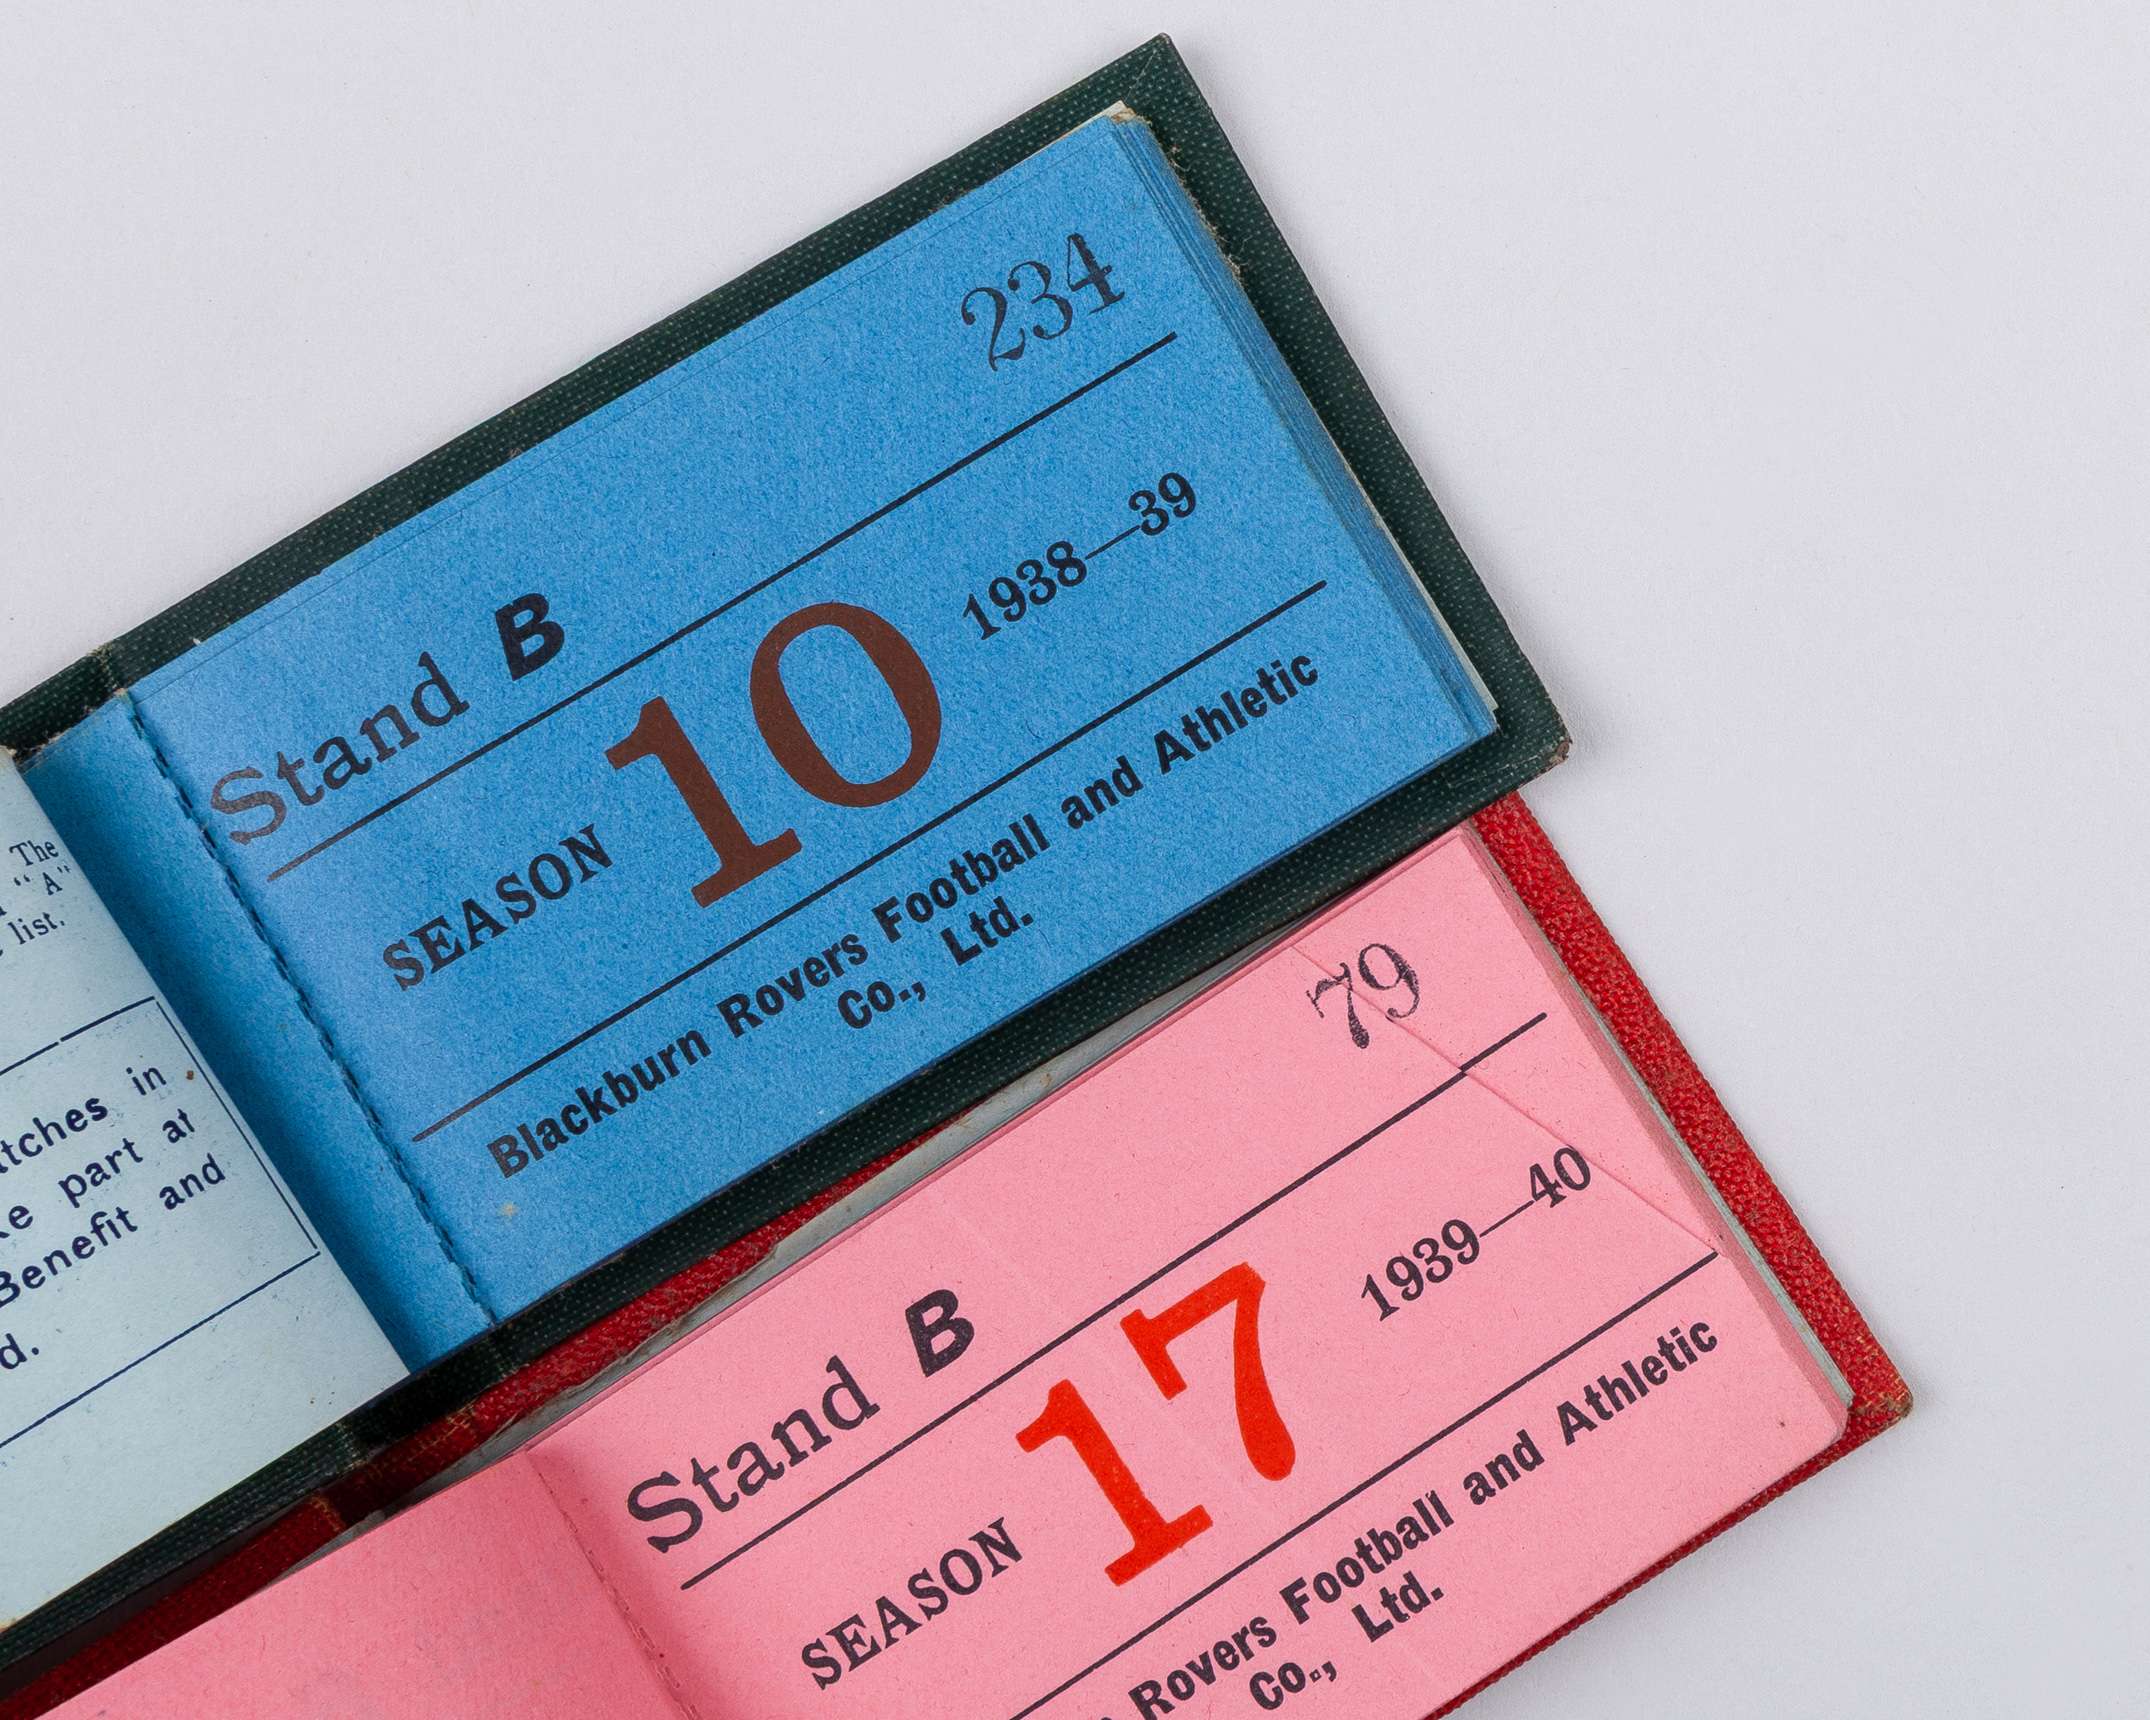 234
Stand B
SEASON 10 1938—39
Blackburn Rovers Football and Athletic
Co., Ltd.
The
"A"
list.
in
part at
Benefit and
d.
79
Stand B
SEASON 17 1939—40
Rovers Football and Athletic
Co., Ltd.